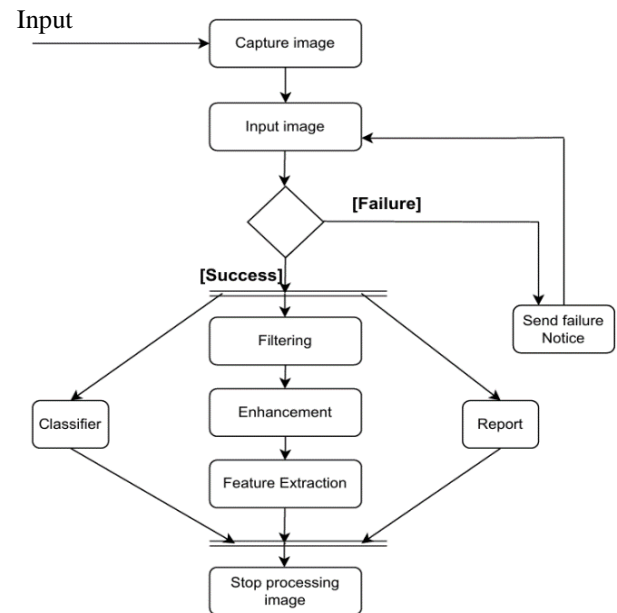 Input
Capture image
Input image
[Failure]
[Success]
Send failure
Notice
Filtering
Classifier
Enhancement
Report
Feature Extraction
Stop processing
image